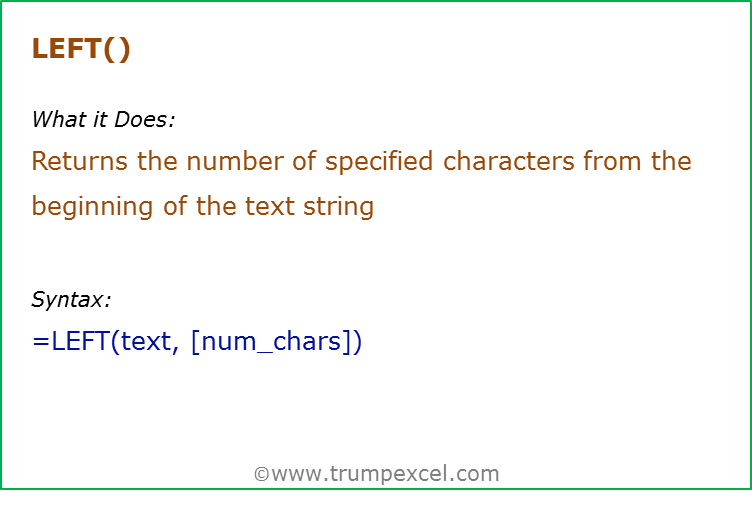 LEFT()
What it Does:
Returns the number of specified characters from the
beginning of the text string
Syntax:
=LEFT(text, [num_chars])
©www.trumpexcel.com